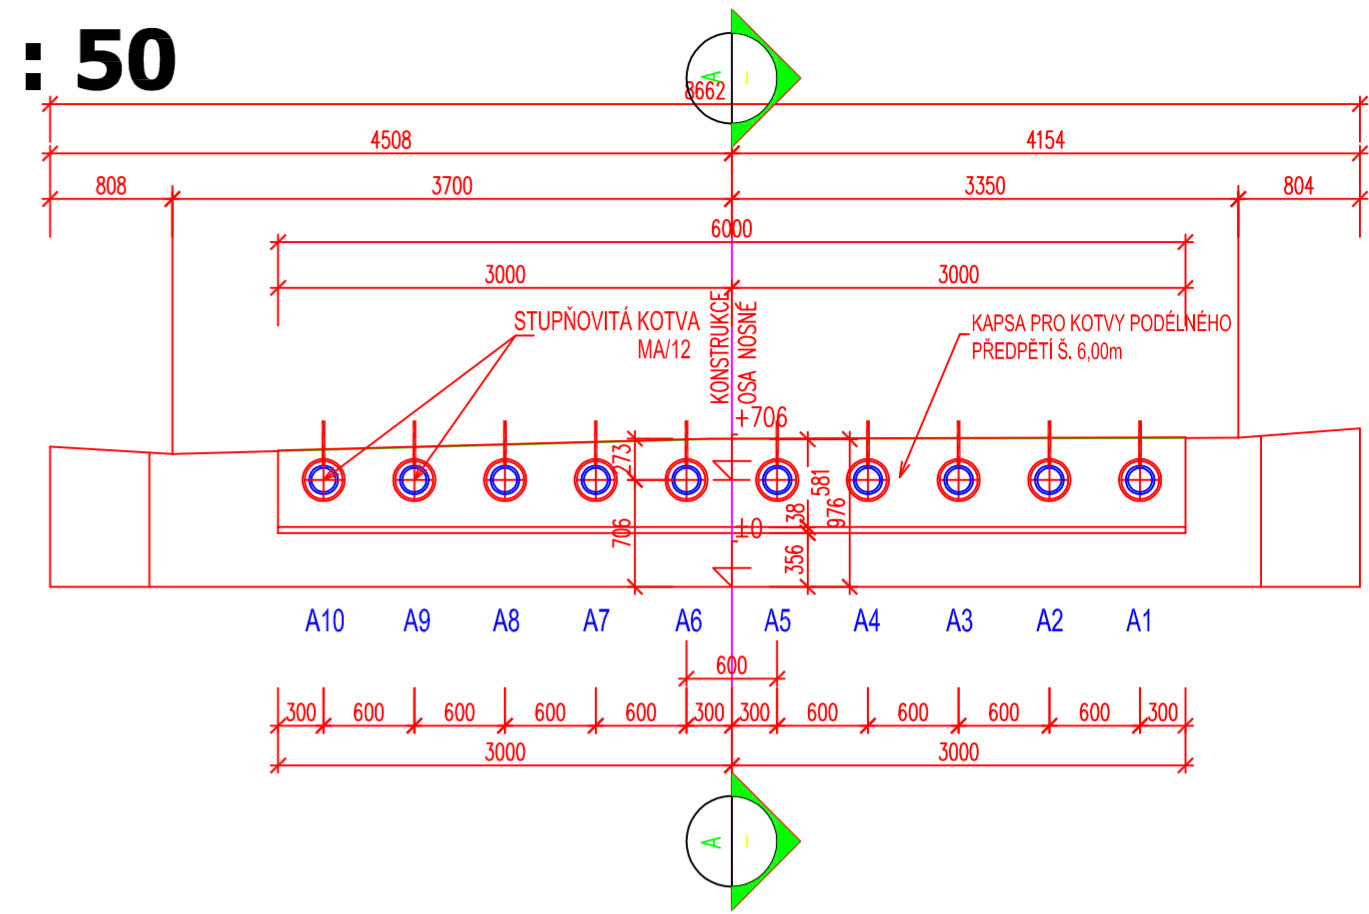 : 50
A –
8662
4508 4154
808 3700 3350 804
6000
3000 3000
STUPŇOVITÁ KOTVA
MA/12
KONSTRUKCE
OSA NOSNÉ
KAPSA PRO KOTVY PODÉLNÉHO
PŘEDPĚTÍ Š. 6,00m
+706
273
581
38
976
706
±0
356
A10 A9 A8 A7 A6 A5 A4 A3 A2 A1
600
300 600 600 600 600 300 300 600 600 600 600 300
3000 3000
A –